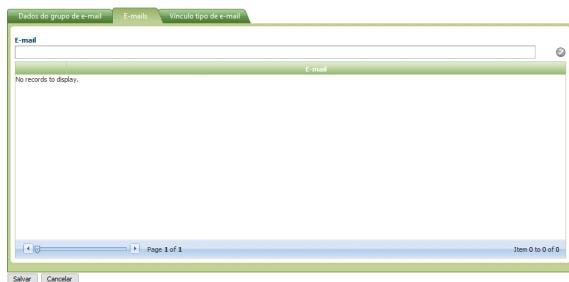 Dados do grupo de e-mail E-mails Vínculo tipo de e-mail
E-mail
E-mail
No records to display.
Page 1 of 1 Item 0 to 0 of 0
Salvar Cancelar